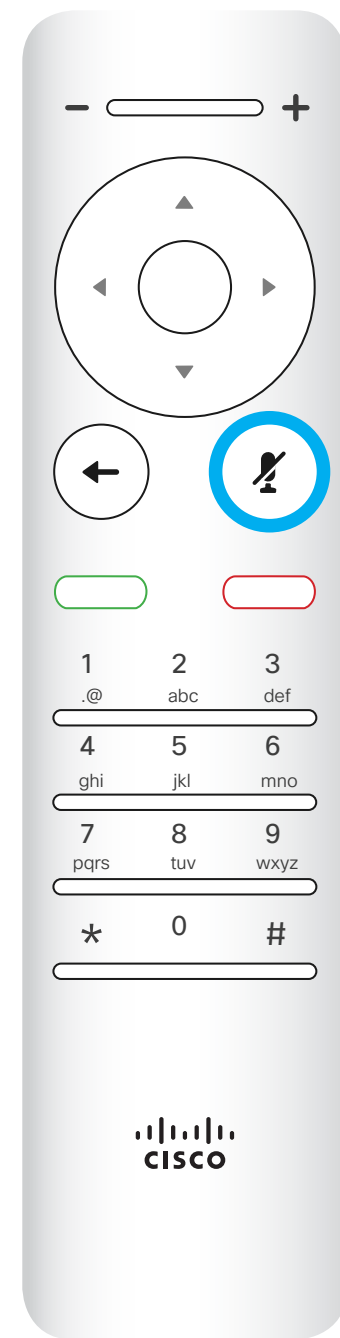 - +
1 2 3
.@ abc def
4 5 6
ghi jkl mno
7 8 9
pqrs tuv wxyz
* 0 #
CISCO